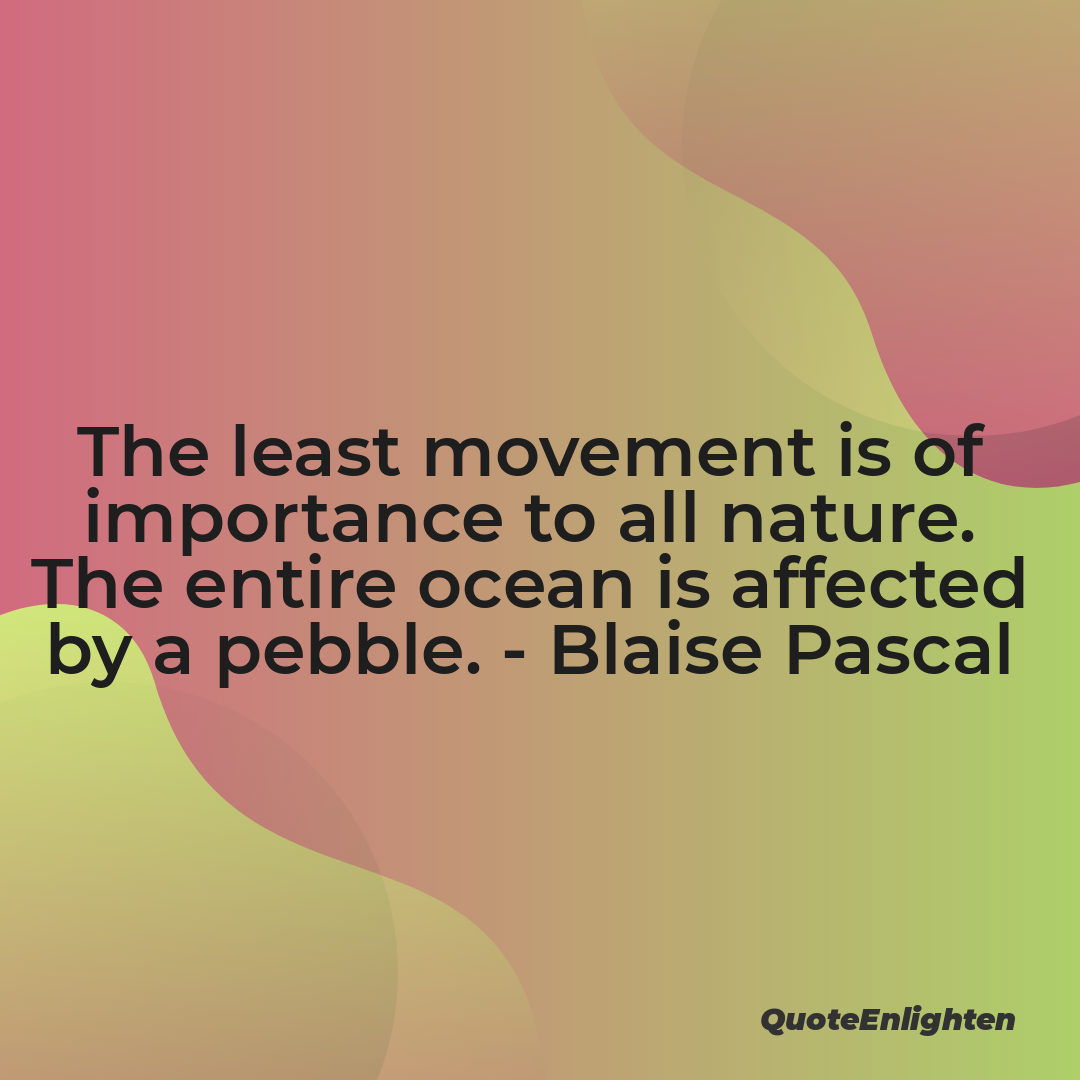 The least movement is of
importance to all nature.
The entire ocean is affected
by a pebble. - Blaise Pascal
QuoteEnlighten